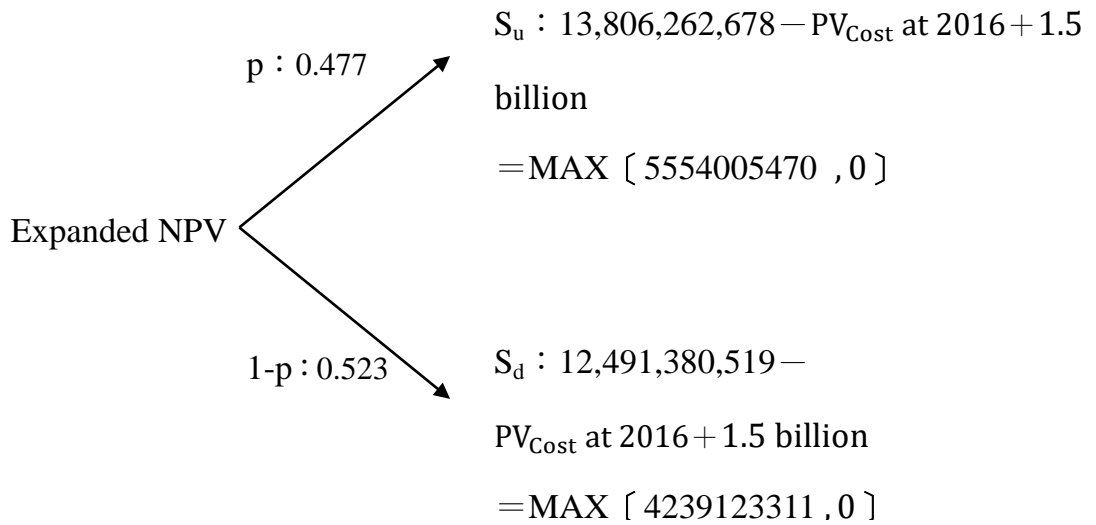 Sᵤ：13,806,262,678－PV_Cost at 2016＋1.5
p：0.477
billion
＝MAX〔5554005470 , 0〕
Expanded NPV
1-p：0.523
S_d：12,491,380,519－
PV_Cost at 2016＋1.5 billion
＝MAX〔4239123311 , 0〕